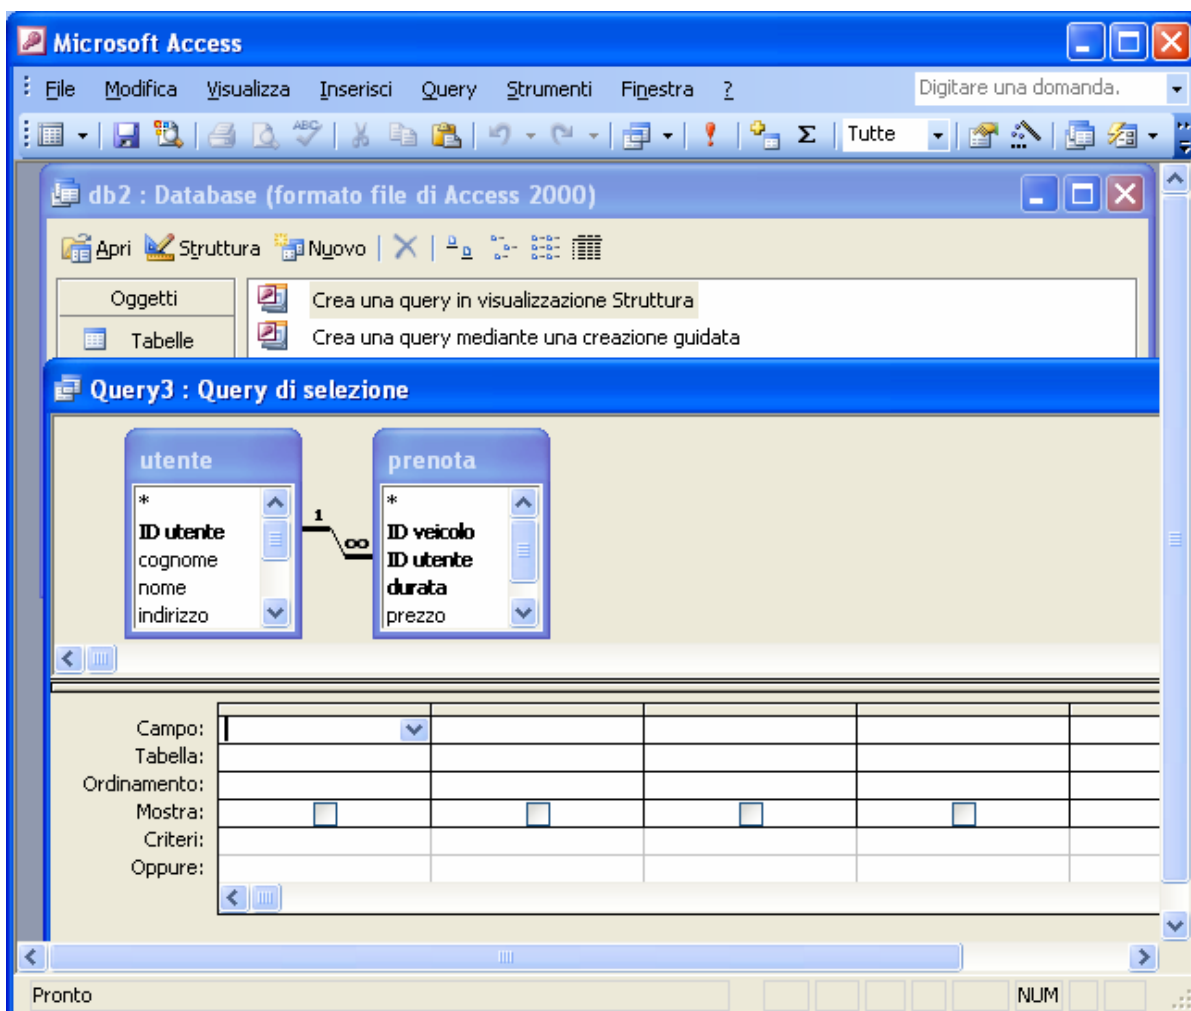 Microsoft Access
File Modifica Visualizza Inserisci Query Strumenti Finestra ? Digitare una domanda.
ABC Σ Tutte
db2 : Database (formato file di Access 2000)
Apri Struttura Nuovo
Oggetti
Tabelle
Crea una query in visualizzazione Struttura
Crea una query mediante una creazione guidata
Query3 : Query di selezione
utente
*
ID utente
cognome
nome
indirizzo
1 ∞
prenota
*
ID veicolo
ID utente
durata
prezzo
Campo:
Tabella:
Ordinamento:
Mostra:
Criteri:
Oppure:
Pronto NUM